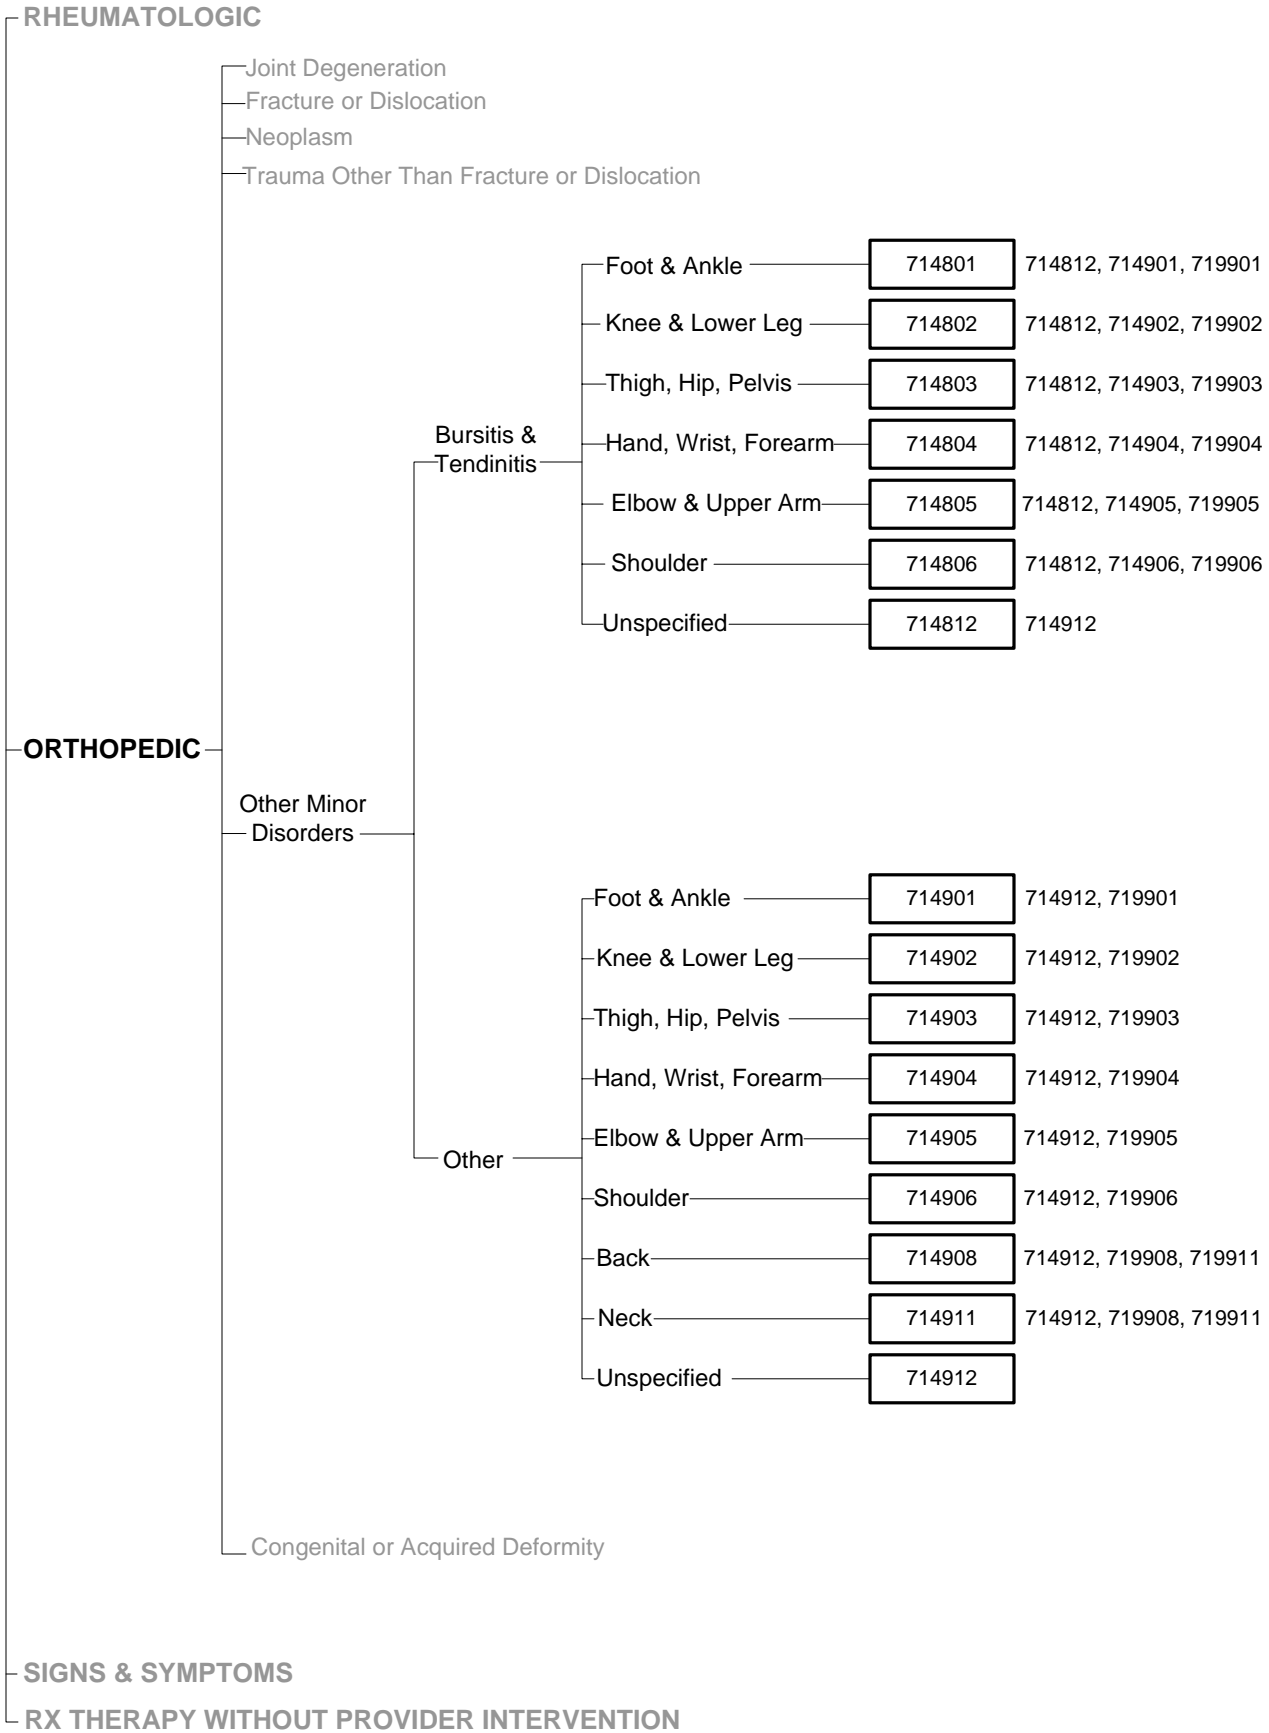 RHEUMATOLOGIC
Joint Degeneration
Fracture or Dislocation
Neoplasm
Trauma Other Than Fracture or Dislocation
Foot & Ankle 714801 714812, 714901, 719901
Knee & Lower Leg 714802 714812, 714902, 719902
Thigh, Hip, Pelvis 714803 714812, 714903, 719903
Bursitis &
Tendinitis
Hand, Wrist, Forearm 714804 714812, 714904, 719904
Elbow & Upper Arm 714805 714812, 714905, 719905
Shoulder 714806 714812, 714906, 719906
Unspecified 714812 714912
ORTHOPEDIC
Other Minor
Disorders
Foot & Ankle 714901 714912, 719901
Knee & Lower Leg 714902 714912, 719902
Thigh, Hip, Pelvis 714903 714912, 719903
Hand, Wrist, Forearm 714904 714912, 719904
Elbow & Upper Arm 714905 714912, 719905
Other
Shoulder 714906 714912, 719906
Back 714908 714912, 719908, 719911
Neck 714911 714912, 719908, 719911
Unspecified 714912
Congenital or Acquired Deformity
SIGNS & SYMPTOMS
RX THERAPY WITHOUT PROVIDER INTERVENTION